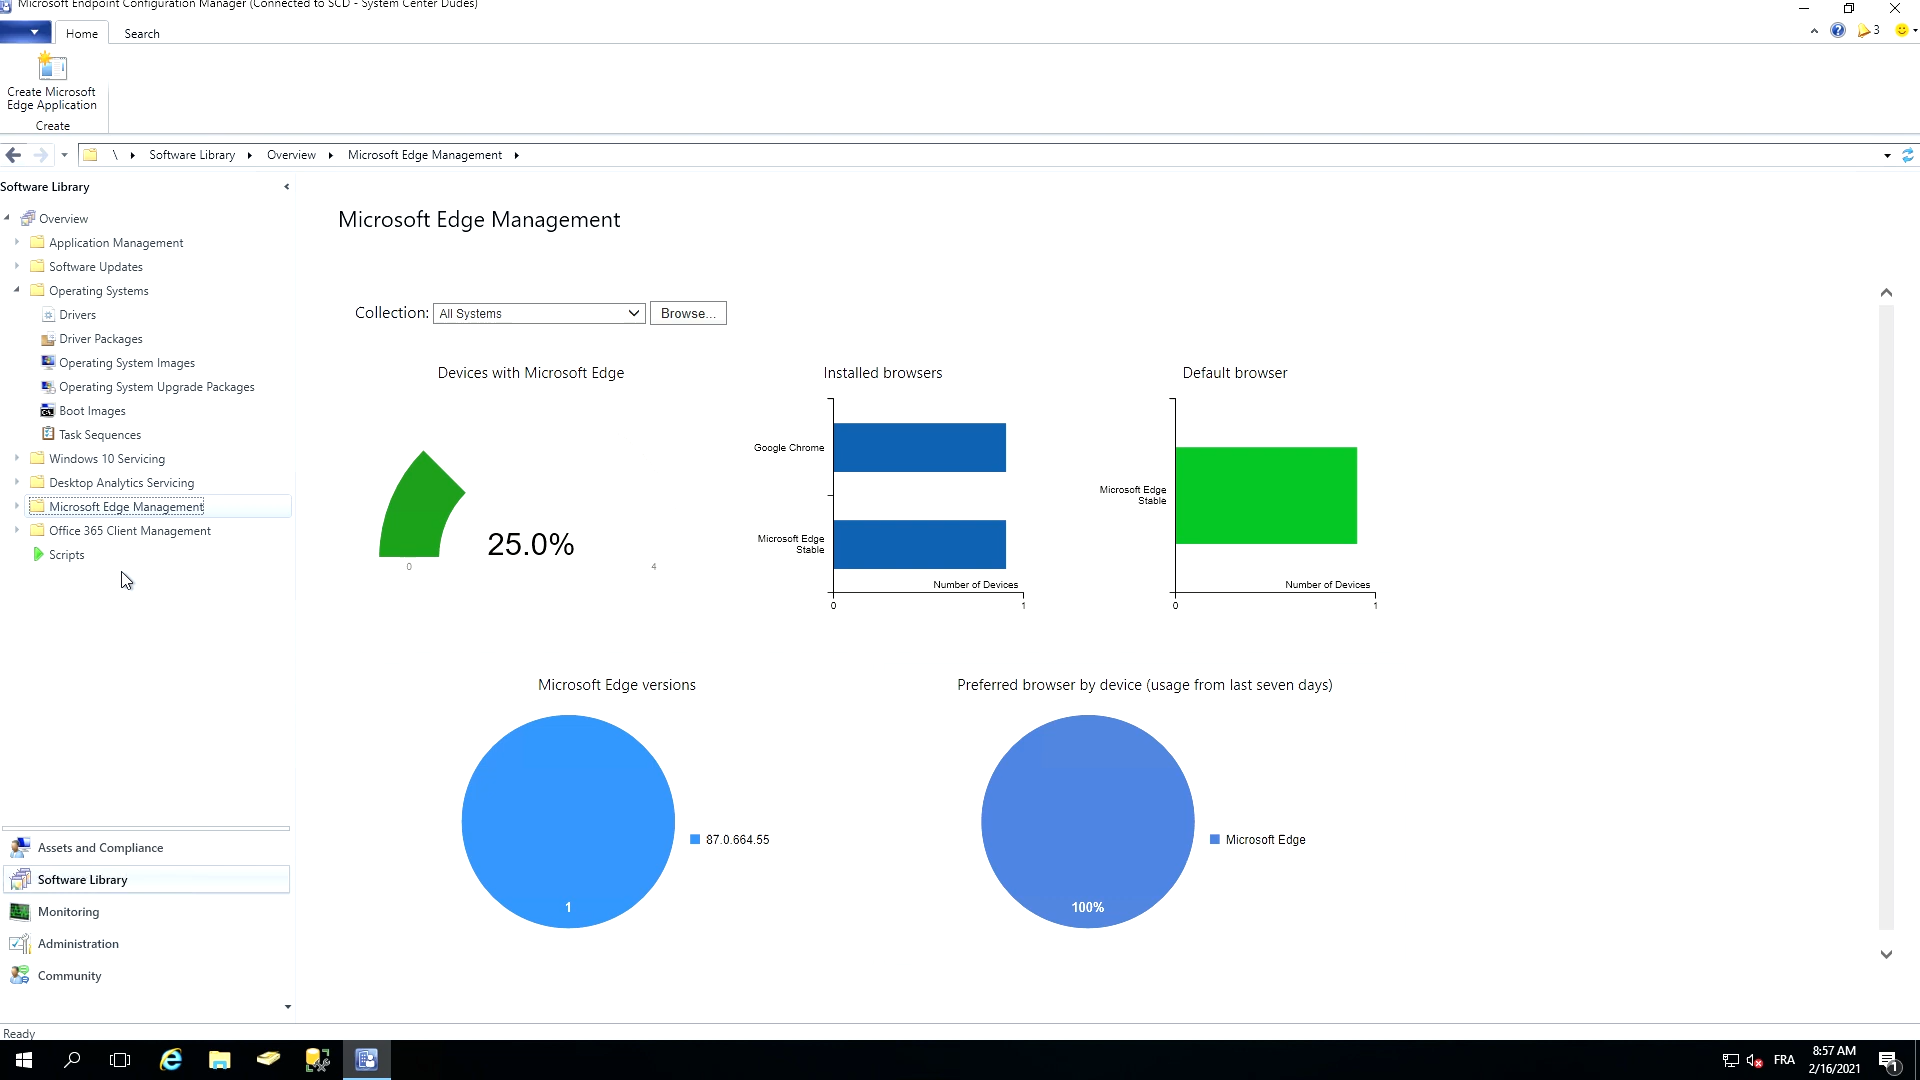 Microsoft Endpoint Configuration Manager (Connected to SCD - System Center Dudes)
Home
Search
3
Create Microsoft
Edge Application
Create
\
Software Library
Overview
Microsoft Edge Management
Software Library
Overview
Application Management
Software Updates
Operating Systems
Drivers
Driver Packages
Operating System Images
Operating System Upgrade Packages
Boot Images
Task Sequences
Windows 10 Servicing
Desktop Analytics Servicing
Microsoft Edge Management
Office 365 Client Management
Scripts
Assets and Compliance
Software Library
Monitoring
Administration
Community
Microsoft Edge Management
Collection: All Systems Browse...
Devices with Microsoft Edge
25.0%
0
4
Installed browsers
Google Chrome
Microsoft Edge
Stable
Number of Devices
0
1
Default browser
Microsoft Edge
Stable
Number of Devices
0
1
Microsoft Edge versions
87.0.664.55
1
Preferred browser by device (usage from last seven days)
Microsoft Edge
100%
Ready
FRA
8:57 AM
2/16/2021
1